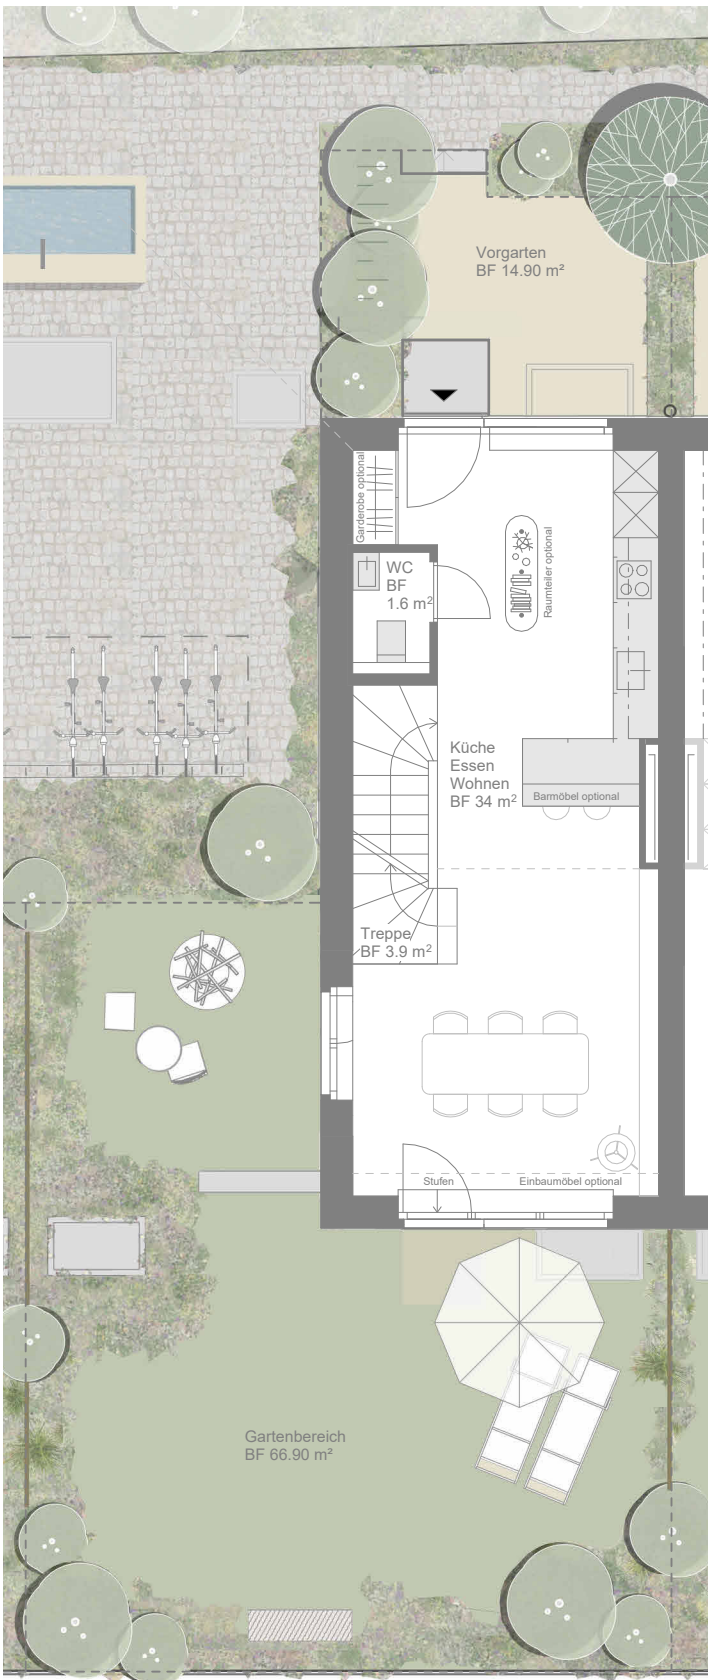 Vorgarten
BF 14.90 m²
Garderobe optional
WC
BF
1.6 m²
Raumteiler optional
Küche
Essen
Wohnen
BF 34 m²
Barmöbel optional
Treppe
BF 3.9 m²
Stufen
Einbaumöbel optional
Gartenbereich
BF 66.90 m²